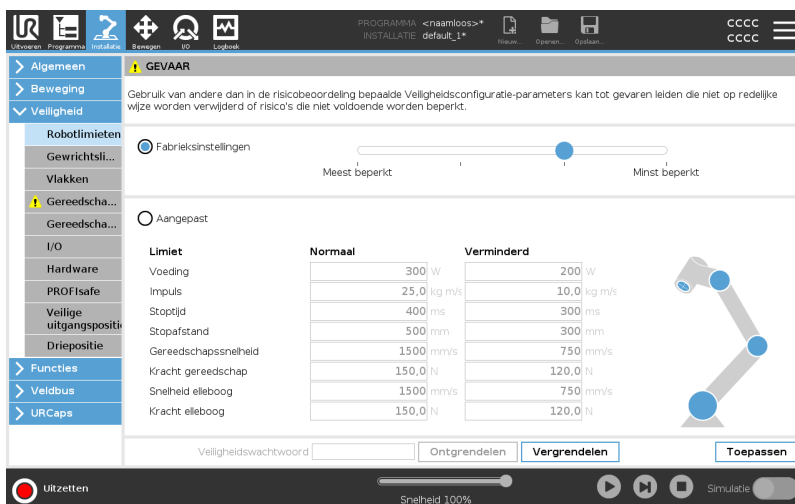 PROGRAMMA <naamloos>*
INSTALLATIE default_1*
Uitvoeren Programma Installatie Bewegen I/O Logboek
Nieuw... Openen... Opslaan...
CCCC
CCCC
Algemeen
Beweging
Veiligheid
Robotlimieten
Gewrichtsli...
Vlakken
Gereedscha...
Gereedscha...
I/O
Hardware
PROFIsafe
Veilige
uitgangspositi
Driepositie
Functies
Veldbus
URCaps
GEVAAR
Gebruik van andere dan in de risicobeoordeling bepaalde Veiligheidsconfiguratie-parameters kan tot gevaren leiden die niet op redelijke
wijze worden verwijderd of risico's die niet voldoende worden beperkt.
Fabrieksinstellingen
Meest beperkt Minst beperkt
Aangepast
Limiet Normaal Verminderd
Voeding 300 W 200 W
Impuls 25,0 kg m/s 10,0 kg m/s
Stoptijd 400 ms 300 ms
Stopafstand 500 mm 300 mm
Gereedschapssnelheid 1500 mm/s 750 mm/s
Kracht gereedschap 150,0 N 120,0 N
Snelheid elleboog 1500 mm/s 750 mm/s
Kracht elleboog 150,0 N 120,0 N
Veiligheidswachtwoord Ontgrendelen Vergrendelen Toepassen
Uitzetten
Snelheid 100%
Simulatie